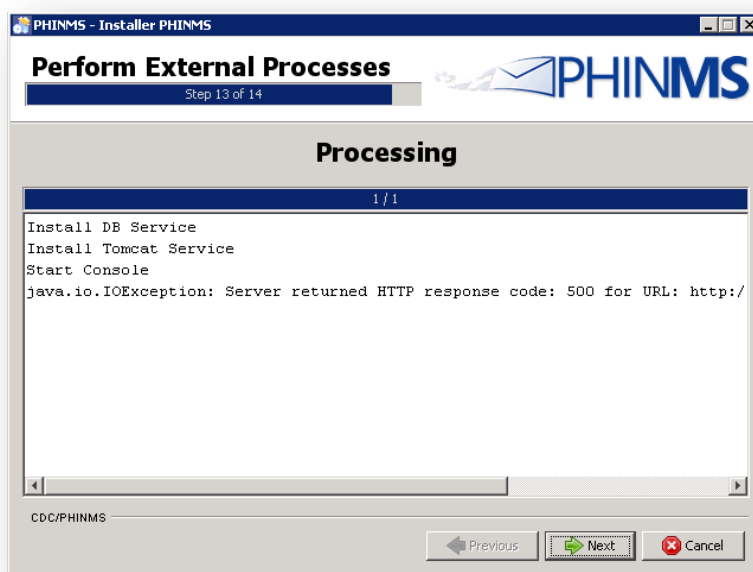 PHINMS - Installer PHINMS
Perform External Processes
Step 13 of 14
PHINMS
Processing
1 / 1
Install DB Service
Install Tomcat Service
Start Console
java.io.IOException: Server returned HTTP response code: 500 for URL: http:/
CDC/PHINMS
Previous
Next
Cancel